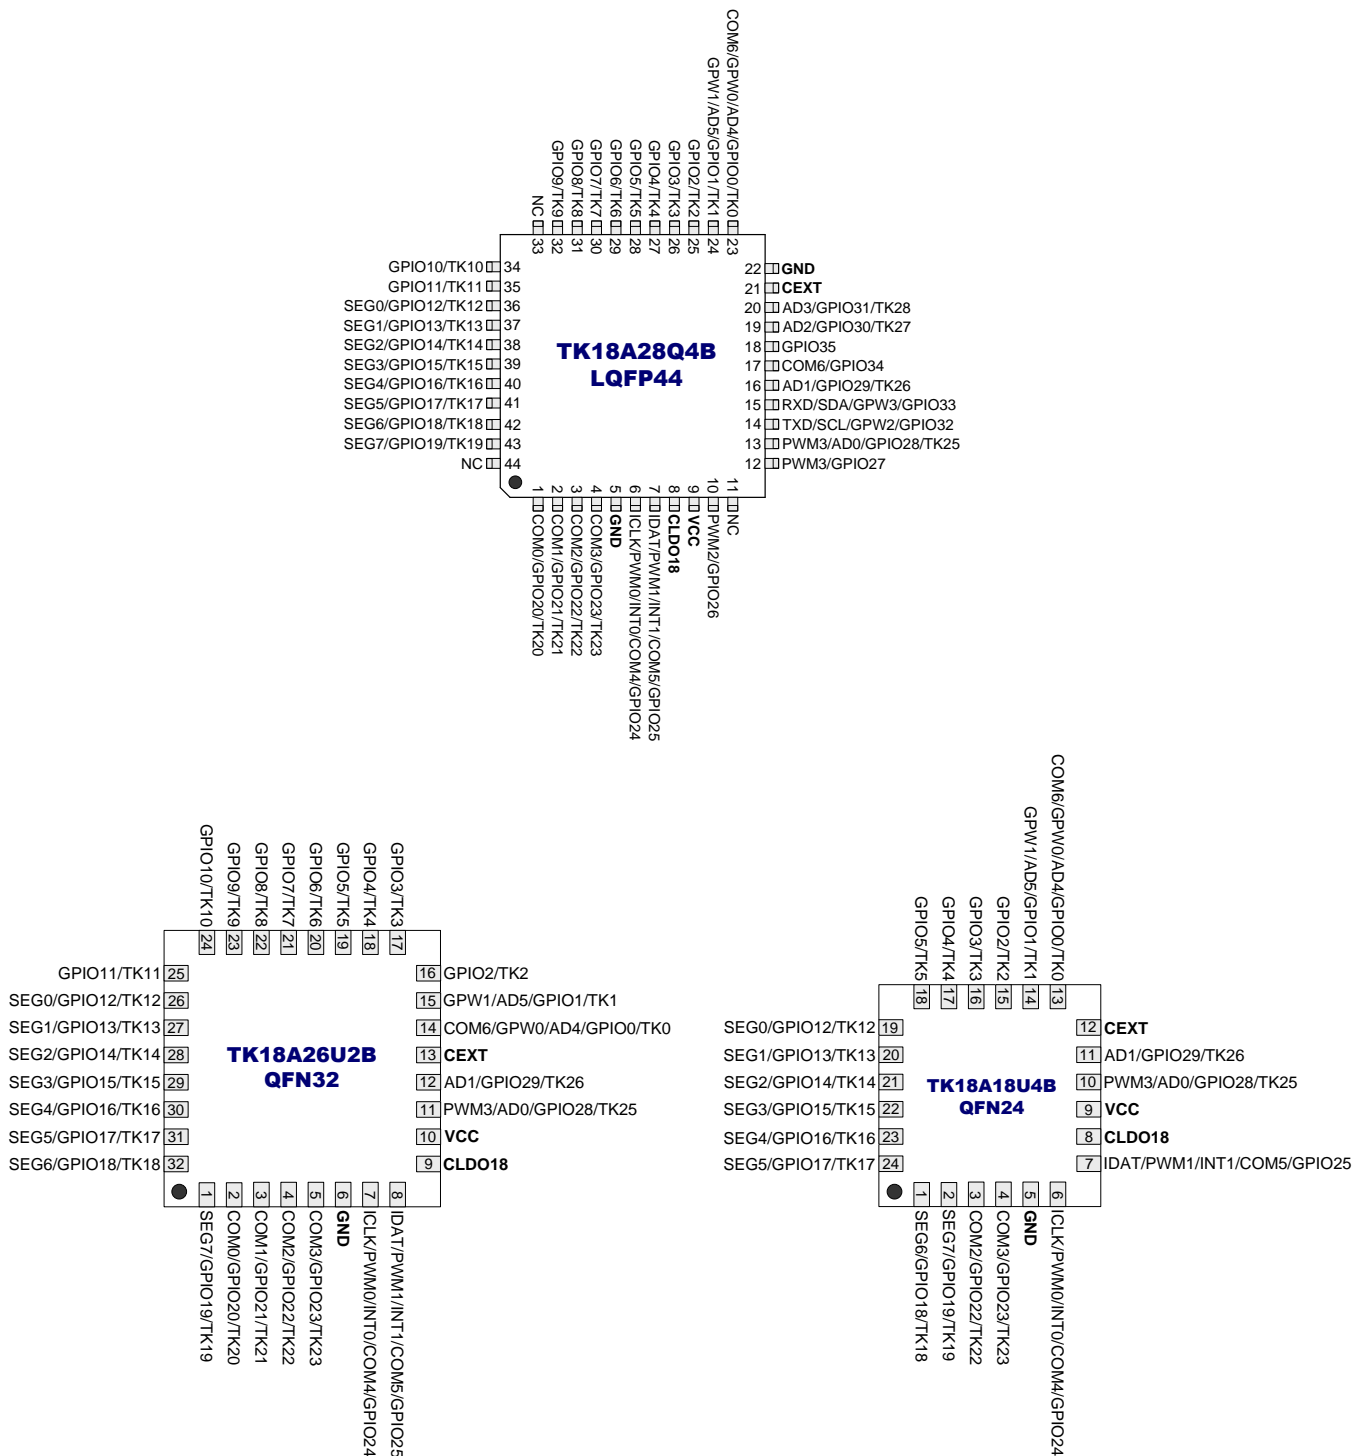 COM6/GPW0/AD4/GPIO0/TK0
GPW1/AD5/GPIO1/TK1
GPIO2/TK2
GPIO3/TK3
GPIO4/TK4
GPIO5/TK5
GPIO6/TK6
GPIO7/TK7
GPIO8/TK8
GPIO9/TK9
NC
33 32 31 30 29 28 27 26 25 24 23
GPIO10/TK10 34
GPIO11/TK11 35
SEG0/GPIO12/TK12 36
SEG1/GPIO13/TK13 37
SEG2/GPIO14/TK14 38
SEG3/GPIO15/TK15 39
SEG4/GPIO16/TK16 40
SEG5/GPIO17/TK17 41
SEG6/GPIO18/TK18 42
SEG7/GPIO19/TK19 43
NC 44
TK18A28Q4B
LQFP44
22 GND
21 CEXT
20 AD3/GPIO31/TK28
19 AD2/GPIO30/TK27
18 GPIO35
17 COM6/GPIO34
16 AD1/GPIO29/TK26
15 RXD/SDA/GPW3/GPIO33
14 TXD/SCL/GPW2/GPIO32
13 PWM3/AD0/GPIO28/TK25
12 PWM3/GPIO27
1 2 3 4 5 6 7 8 9 10 11
COM0/GPIO20/TK20
COM1/GPIO21/TK21
COM2/GPIO22/TK22
COM3/GPIO23/TK23
GND
ICLK/PWM0/INT0/COM4/GPIO24
IDAT/PWM1/INT1/COM5/GPIO25
CLDO18
VCC
PWM2/GPIO26
NC
GPIO10/TK10
GPIO9/TK9
GPIO8/TK8
GPIO7/TK7
GPIO6/TK6
GPIO5/TK5
GPIO4/TK4
GPIO3/TK3
24 23 22 21 20 19 18 17
GPIO11/TK11 25
SEG0/GPIO12/TK12 26
SEG1/GPIO13/TK13 27
SEG2/GPIO14/TK14 28
SEG3/GPIO15/TK15 29
SEG4/GPIO16/TK16 30
SEG5/GPIO17/TK17 31
SEG6/GPIO18/TK18 32
TK18A26U2B
QFN32
16 GPIO2/TK2
15 GPW1/AD5/GPIO1/TK1
14 COM6/GPW0/AD4/GPIO0/TK0
13 CEXT
12 AD1/GPIO29/TK26
11 PWM3/AD0/GPIO28/TK25
10 VCC
9 CLDO18
1 2 3 4 5 6 7 8
SEG7/GPIO19/TK19
COM0/GPIO20/TK20
COM1/GPIO21/TK21
COM2/GPIO22/TK22
COM3/GPIO23/TK23
GND
ICLK/PWM0/INT0/COM4/GPIO24
IDAT/PWM1/INT1/COM5/GPIO25
GPIO5/TK5
GPIO4/TK4
GPIO3/TK3
GPIO2/TK2
GPW1/AD5/GPIO1/TK1
COM6/GPW0/AD4/GPIO0/TK0
18 17 16 15 14 13
SEG0/GPIO12/TK12 19
SEG1/GPIO13/TK13 20
SEG2/GPIO14/TK14 21
SEG3/GPIO15/TK15 22
SEG4/GPIO16/TK16 23
SEG5/GPIO17/TK17 24
TK18A18U4B
QFN24
12 CEXT
11 AD1/GPIO29/TK26
10 PWM3/AD0/GPIO28/TK25
9 VCC
8 CLDO18
7 IDAT/PWM1/INT1/COM5/GPIO25
1 2 3 4 5 6
SEG6/GPIO18/TK18
SEG7/GPIO19/TK19
COM2/GPIO22/TK22
COM3/GPIO23/TK23
GND
ICLK/PWM0/INT0/COM4/GPIO24